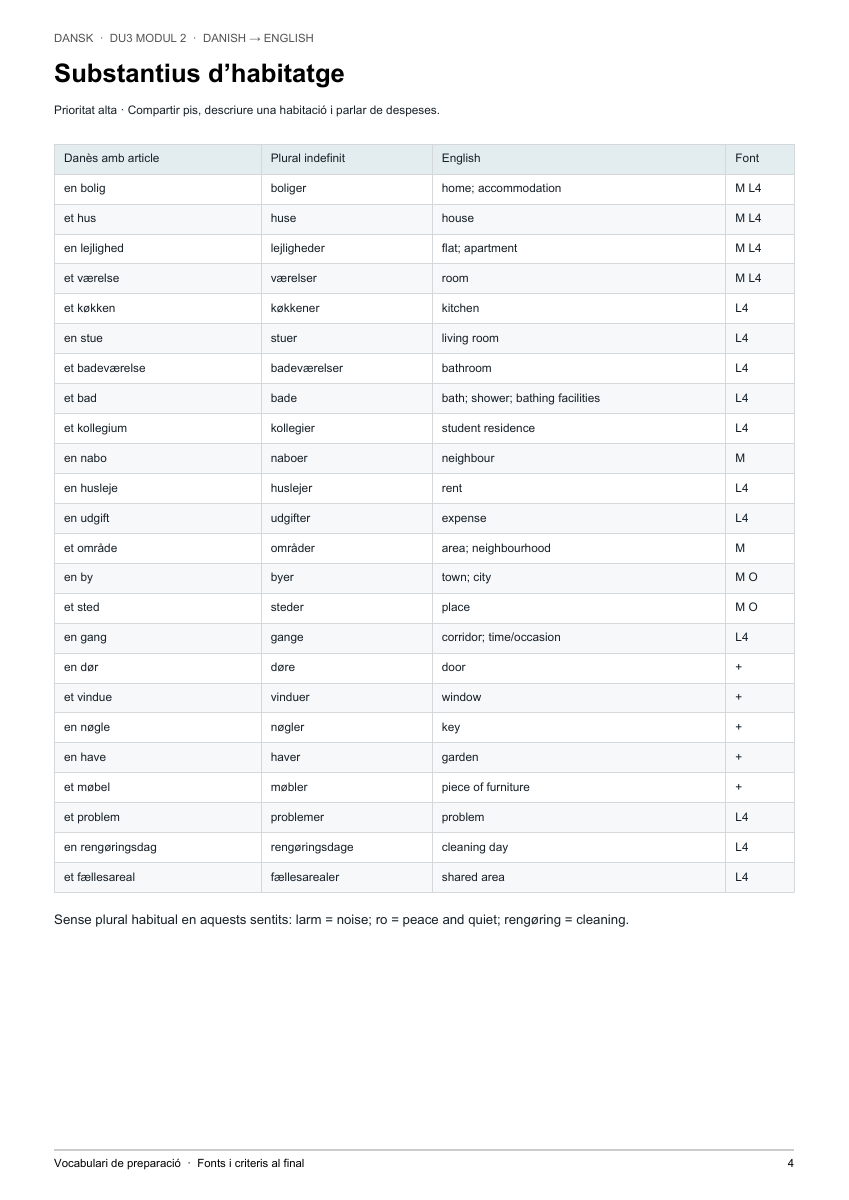 DANSK · DU3 MODUL 2 · DANISH → ENGLISH
Substantius d’habitatge
Prioritat alta · Compartir pis, descriure una habitació i parlar de despeses.
Danès amb article Plural indefinit English Font
en bolig boliger home; accommodation M L4
et hus huse house M L4
en lejlighed lejligheder flat; apartment M L4
et værelse værelser room M L4
et køkken køkkener kitchen L4
en stue stuer living room L4
et badeværelse badeværelser bathroom L4
et bad bade bath; shower; bathing facilities L4
et kollegium kollegier student residence L4
en nabo naboer neighbour M
en husleje huslejer rent L4
en udgift udgifter expense L4
et område områder area; neighbourhood M
en by byer town; city M O
et sted steder place M O
en gang gange corridor; time/occasion L4
en dør døre door +
et vindue vinduer window +
en nøgle nøgler key +
en have haver garden +
et møbel møbler piece of furniture +
et problem problemer problem L4
en rengøringsdag rengøringsdage cleaning day L4
et fællesareal fællesarealer shared area L4
Sense plural habitual en aquests sentits: larm = noise; ro = peace and quiet; rengøring = cleaning.
Vocabulari de preparació · Fonts i criteris al final 4